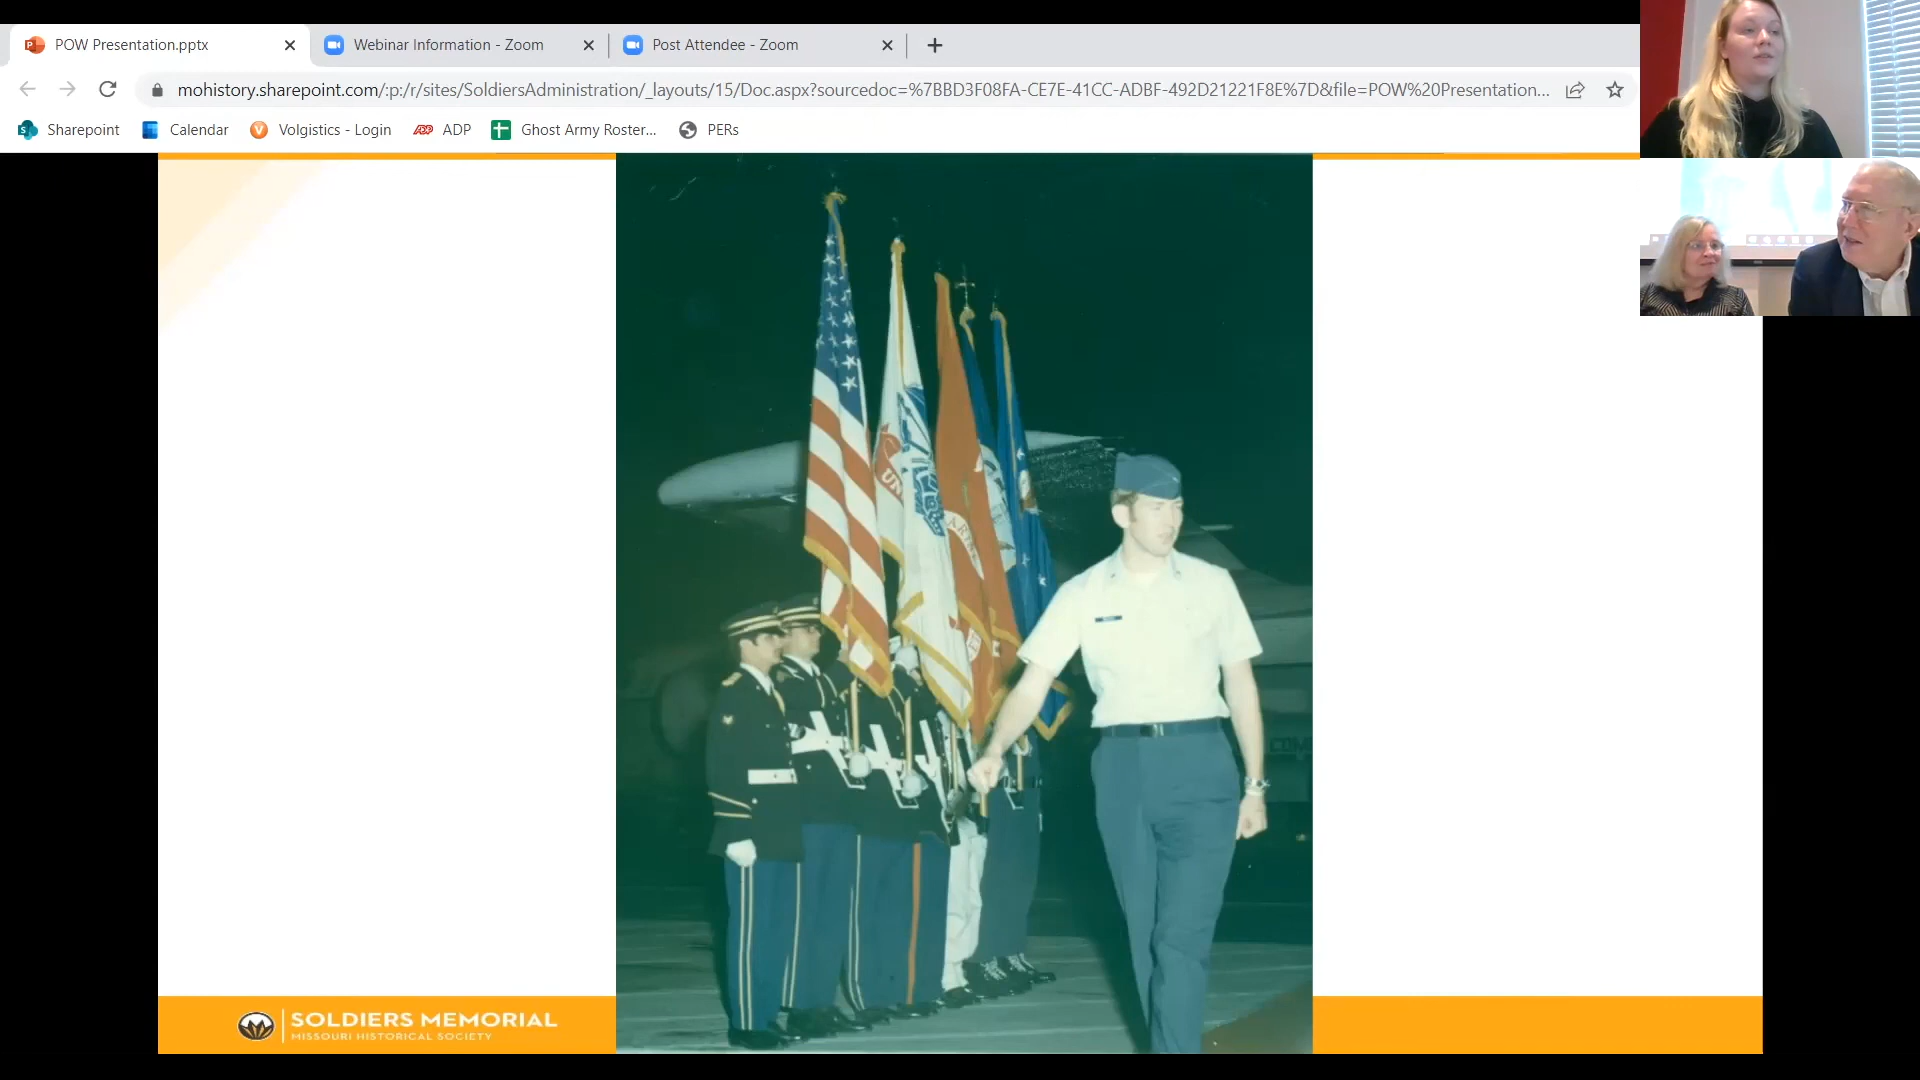 POW Presentation.pptx
Webinar Information - Zoom
Post Attendee - Zoom
mohistory.sharepoint.com/:p:/r/sites/SoldiersAdministration/_layouts/15/Doc.aspx?sourcedoc=%7BBD3F08FA-CE7E-41CC-ADBF-492D21221F8E%7D&file=POW%20Presentation...
Sharepoint
Calendar
Volgistics - Login
ADP
Ghost Army Roster...
PERs
SOLDIERS MEMORIAL
MISSOURI HISTORICAL SOCIETY